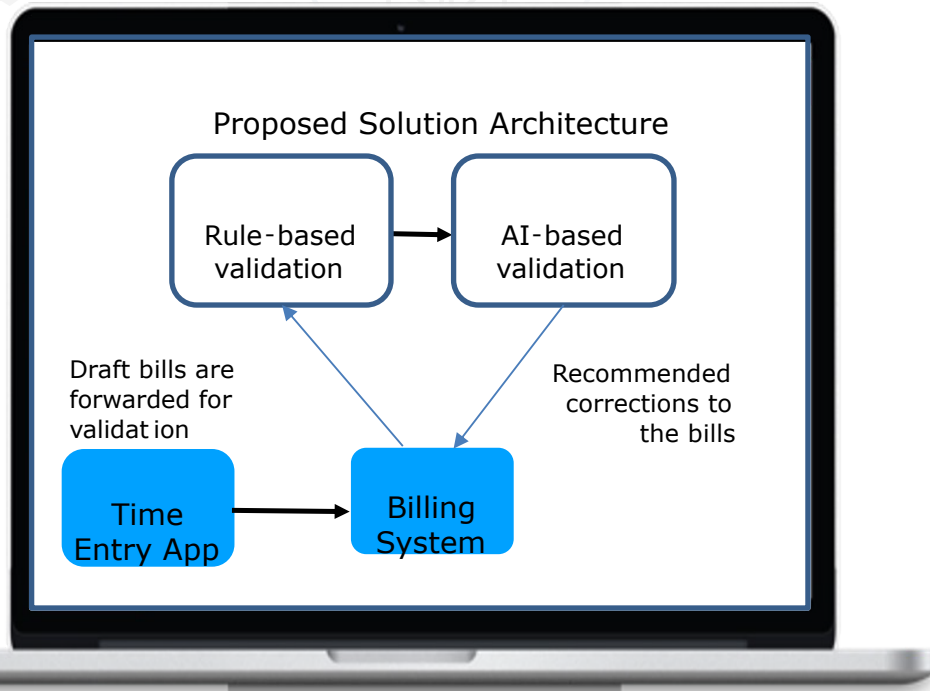 Proposed Solution Architecture
Rule-based
validation
AI-based
validation
Draft bills are
forwarded for
validat ion
Recommended
corrections to
the bills
Time
Entry App
Billing
System